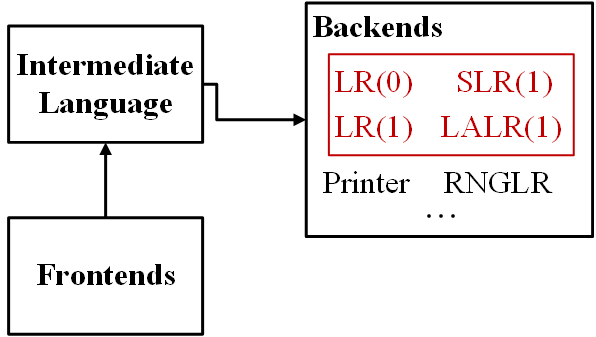 Intermediate
Language
Backends
LR(0) SLR(1)
LR(1) LALR(1)
Printer RNGLR
...
Frontends